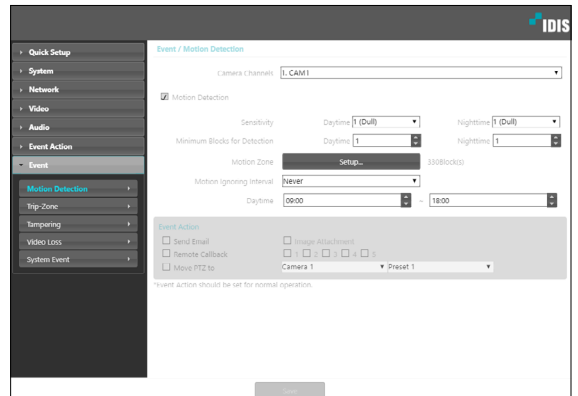 IDIS
Quick Setup
System
Network
Video
Audio
Event Action
Event
Motion Detection
Trip-Zone
Tampering
Video Loss
System Event
Event / Motion Detection
Camera Channels 1. CAM1
Motion Detection
Sensitivity Daytime 1 (Dull) Nighttime 1 (Dull)
Minimum Blocks for Detection Daytime 1 Nighttime 1
Motion Zone Setup... 330Block(s)
Motion Ignoring Interval Never
Daytime 09:00 ~ 18:00
Event Action
Send Email Image Attachment
Remote Callback 1 2 3 4 5
Move PTZ to Camera 1 Preset 1
*Event Action should be set for normal operation.
Save